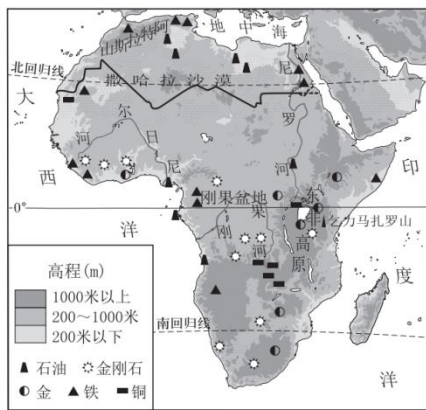 地中海
阿特拉斯山
北回归线
撒哈拉沙漠
尼罗河
大西洋
尼日尔河
印度洋
刚果盆地
刚果河
东非高原
乞力马扎罗山
0°
南回归线
高程(m)
1000米以上
200~1000米
200米以下
石油 金刚石
金 铁 铜